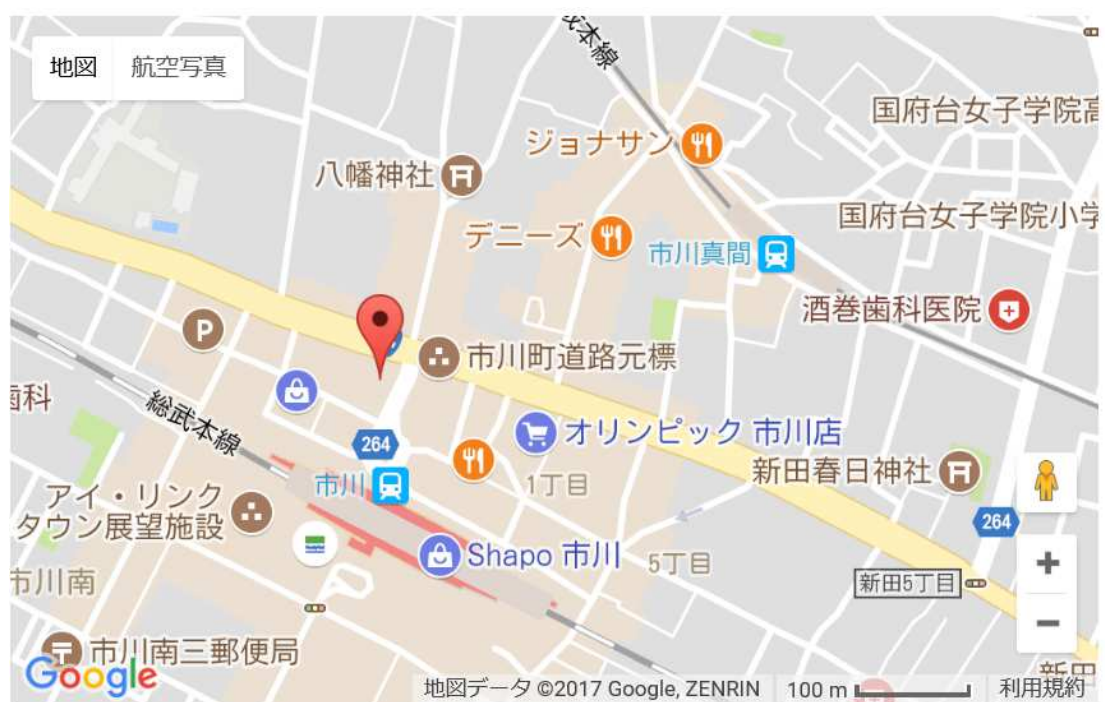 地図 航空写真
成本線
国府台女子学院高
ジョナサン
八幡神社
国府台女子学院小学
デニーズ
市川真間
酒巻歯科医院
P
市川町道路元標
歯科
総武本線
264
オリンピック 市川店
市川
1丁目
新田春日神社
アイ・リンク
タウン展望施設
264
Shapo 市川
5丁目
市川南
新田5丁目
市川南三郵便局
新田
Google
地図データ ©2017 Google, ZENRIN 100 m 利用規約